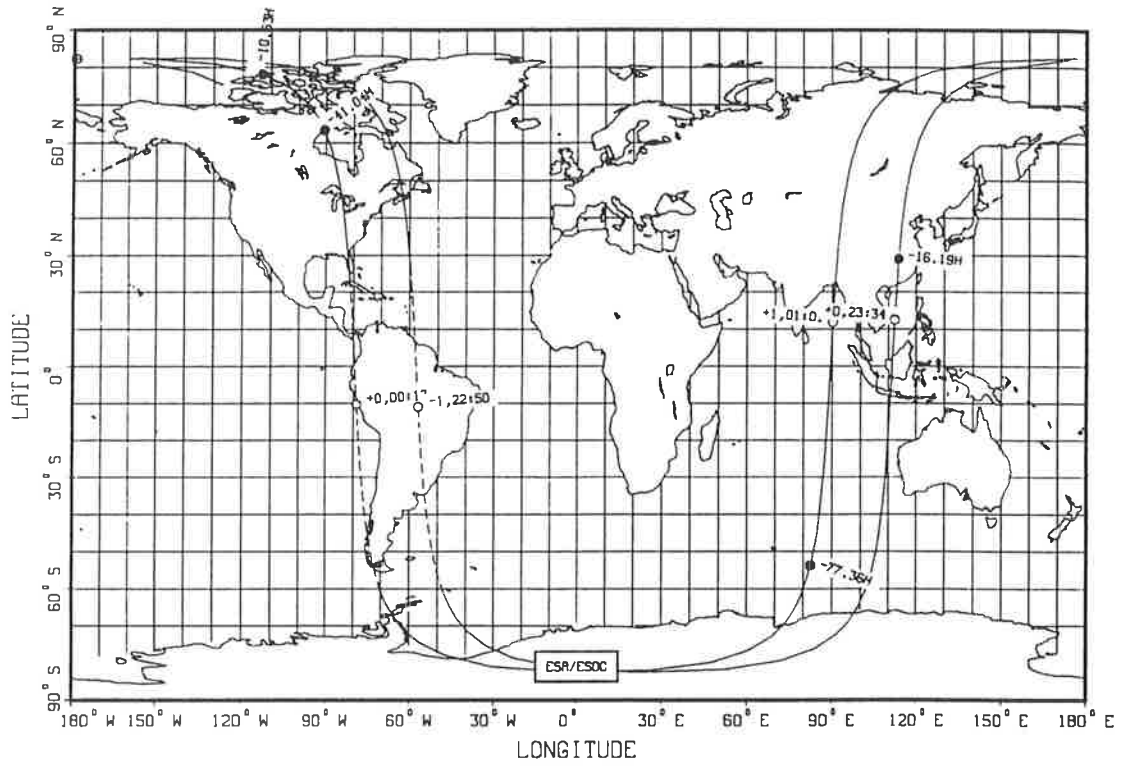 90° N
-10.53H
-11.04H
60° N
30° N
-16.19H
+1,01:0.
+0,23:34
0°
LATITUDE
+0,00:17
-1,22:50
30° S
-77.36H
60° S
ESA/ESOC
90° S
180° W 150° W 120° W 90° W 60° W 30° W 0° 30° E 60° E 90° E 120° E 150° E 180° E
LONGITUDE